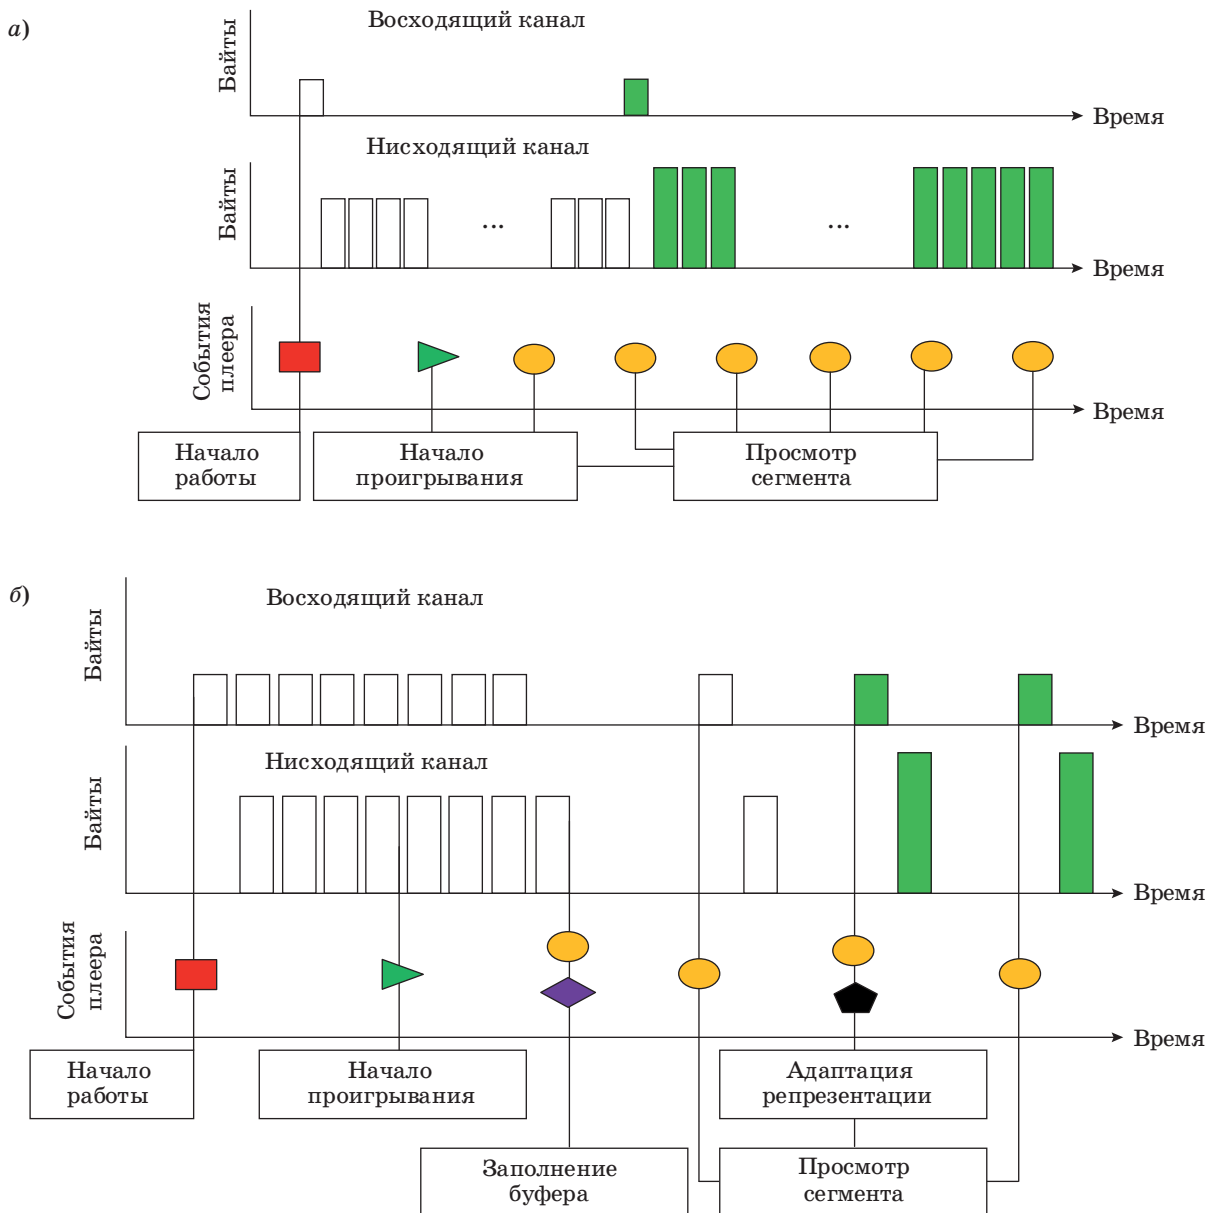 а)
Восходящий канал
Байты
Время
Нисходящий канал
Байты
...
...
Время
События
плеера
Время
Начало
работы
Начало
проигрывания
Просмотр
сегмента
б)
Восходящий канал
Байты
Время
Нисходящий канал
Байты
Время
События
плеера
Время
Начало
работы
Начало
проигрывания
Адаптация
репрезентации
Заполнение
буфера
Просмотр
сегмента